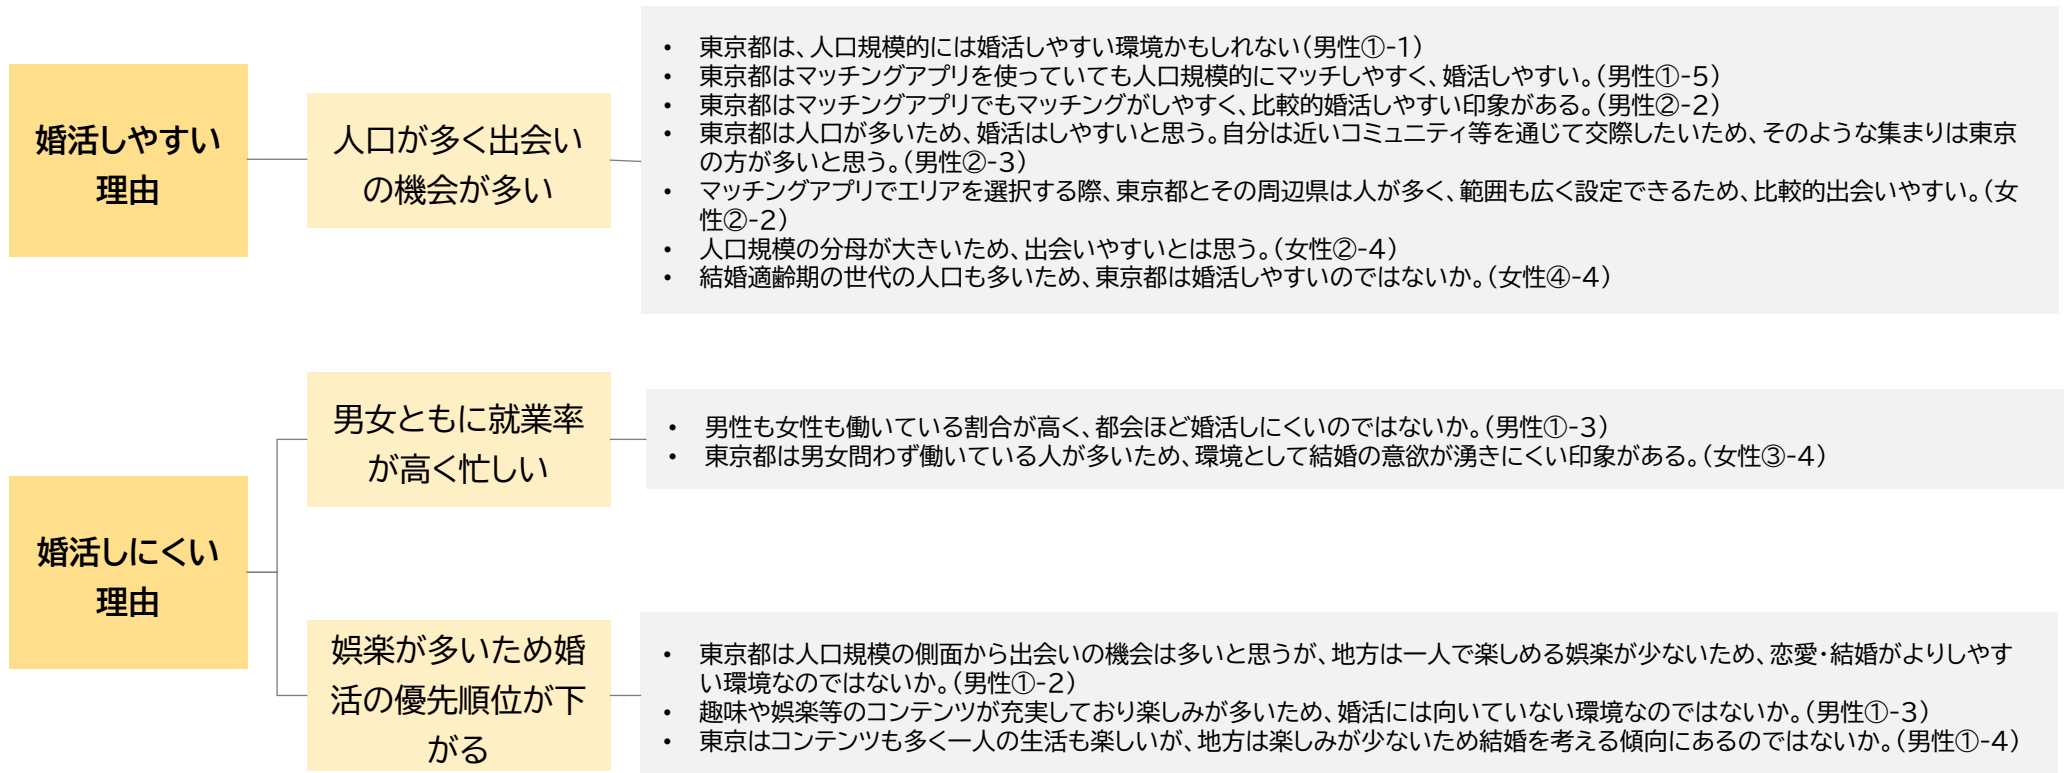 婚活しやすい
理由
人口が多く出会い
の機会が多い
• 東京都は、人口規模的には婚活しやすい環境かもしれない(男性①-1)
• 東京都はマッチングアプリを使っていても人口規模的にマッチしやすく、婚活しやすい。(男性①-5)
• 東京都はマッチングアプリでもマッチングがしやすく、比較的婚活しやすい印象がある。(男性②-2)
• 東京都は人口が多いため、婚活はしやすいと思う。自分は近いコミュニティ等を通じて交際したいため、そのような集まりは東京
の方が多いと思う。(男性②-3)
• マッチングアプリでエリアを選択する際、東京都とその周辺県は人が多く、範囲も広く設定できるため、比較的出会いやすい。(女
性②-2)
• 人口規模の分母が大きいため、出会いやすいとは思う。(女性②-4)
• 結婚適齢期の世代の人口も多いため、東京都は婚活しやすいのではないか。(女性④-4)
婚活しにくい
理由
男女ともに就業率
が高く忙しい
• 男性も女性も働いている割合が高く、都会ほど婚活しにくいのではないか。(男性①-3)
• 東京都は男女問わず働いている人が多いため、環境として結婚の意欲が湧きにくい印象がある。(女性③-4)
娯楽が多いため婚
活の優先順位が下
がる
• 東京都は人口規模の側面から出会いの機会は多いと思うが、地方は一人で楽しめる娯楽が少ないため、恋愛・結婚がよりしやす
い環境なのではないか。(男性①-2)
• 趣味や娯楽等のコンテンツが充実しており楽しみが多いため、婚活には向いていない環境なのではないか。(男性①-3)
• 東京はコンテンツも多く一人の生活も楽しいが、地方は楽しみが少ないため結婚を考える傾向にあるのではないか。(男性①-4)